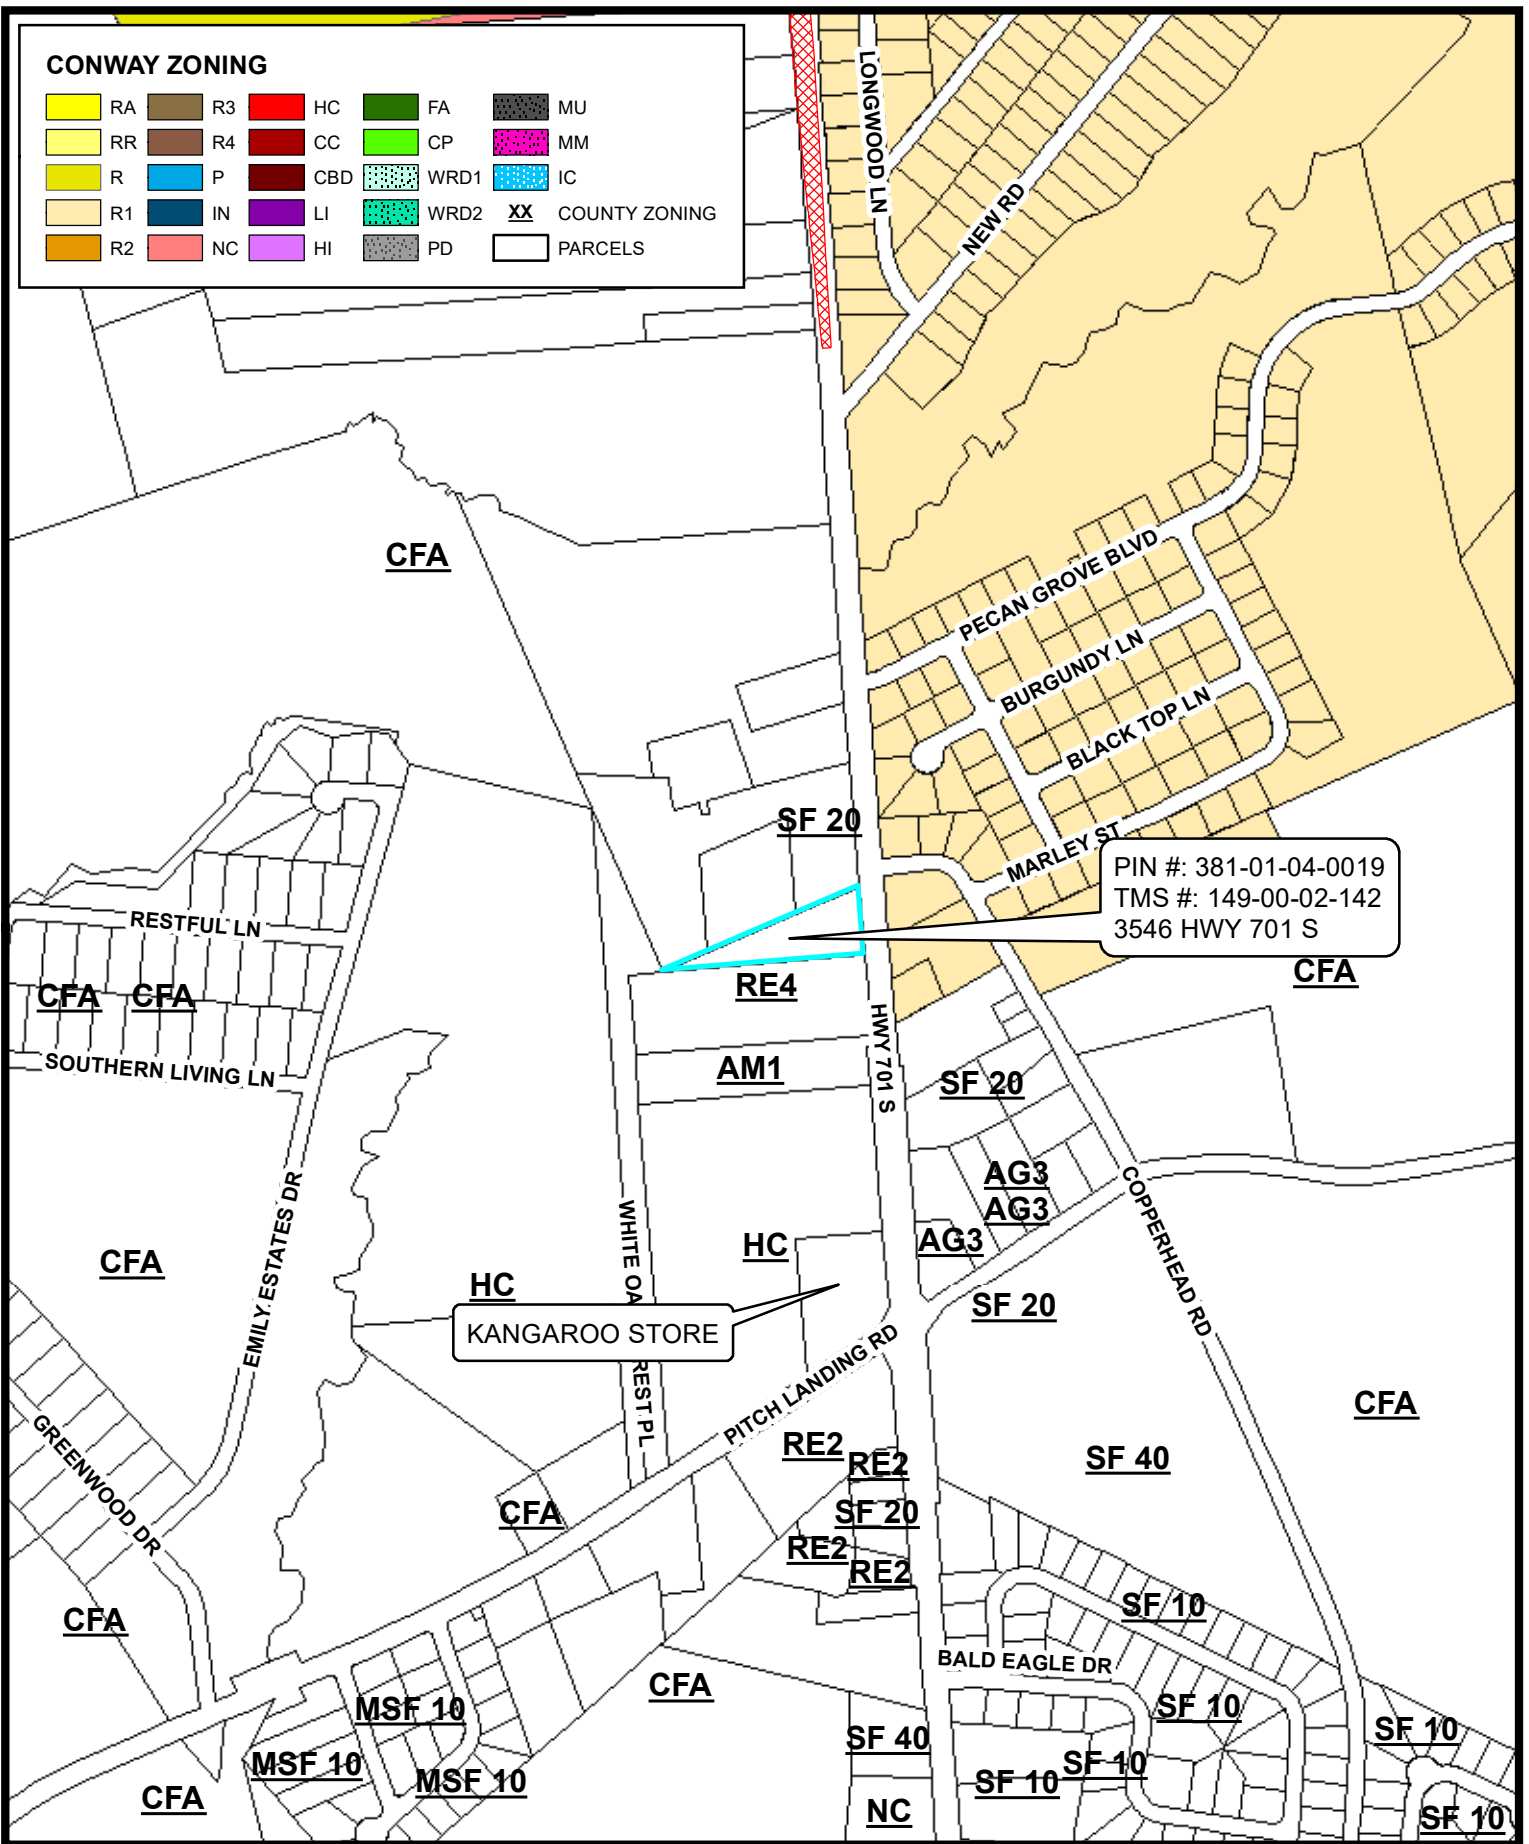 CONWAY ZONING
RA R3 HC FA MU
RR R4 CC CP MM
R P CBD WRD1 IC
R1 IN LI WRD2 XX COUNTY ZONING
R2 NC HI PD PARCELS
LONGWOOD LN
NEW RD
CFA
PECAN GROVE BLVD
BURGUNDY LN
BLACK TOP LN
SF 20
MARLEY ST
PIN #: 381-01-04-0019
TMS #: 149-00-02-142
3546 HWY 701 S
RESTFUL LN
CFA
CFA
RE4
CFA
HWY 701 S
SOUTHERN LIVING LN
AM1
SF 20
AG3
AG3
AG3
COPPERHEAD RD
EMILY ESTATES DR
WHITE OA
REST PL
CFA
HC
HC
SF 20
KANGAROO STORE
PITCH LANDING RD
CFA
GREENWOOD DR
RE2
RE2
SF 40
CFA
SF 20
RE2
RE2
CFA
SF 10
BALD EAGLE DR
CFA
MSF 10
SF 10
SF 40
SF 10
MSF 10
MSF 10
SF 10
SF 10
CFA
NC
SF 10